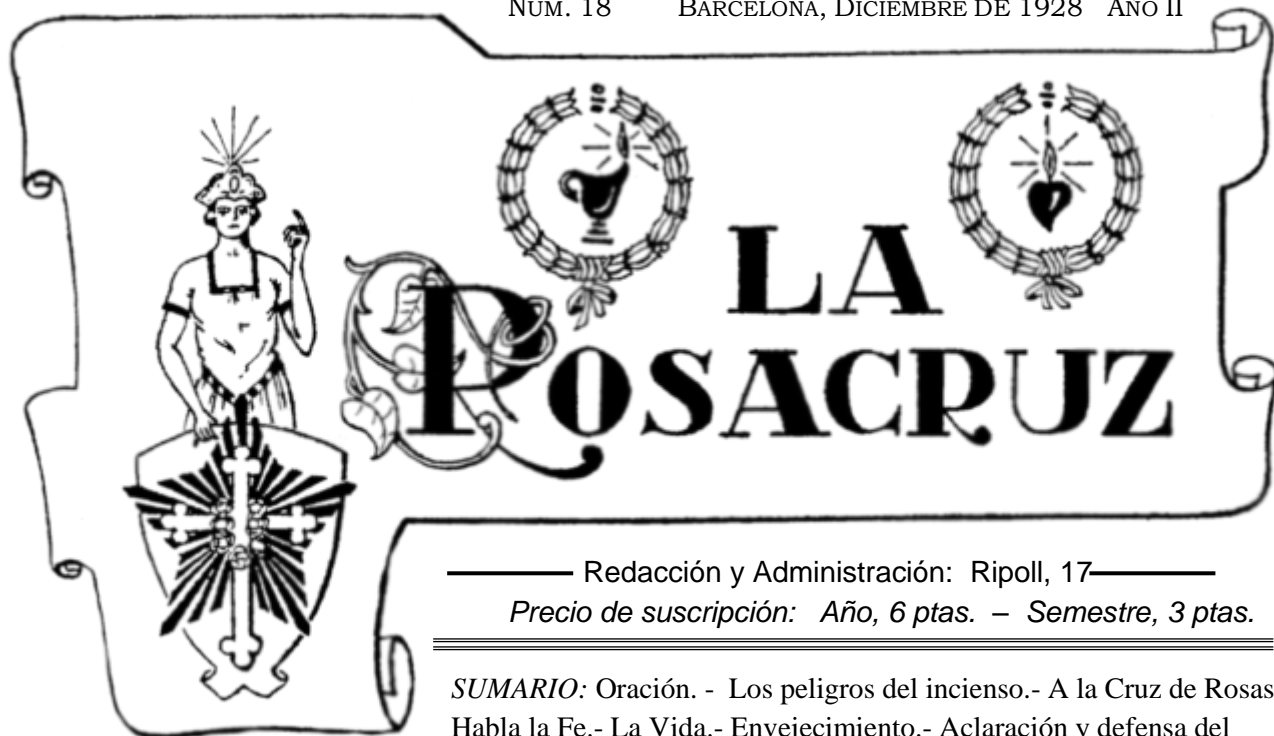 NÚM. 18 BARCELONA, DICIEMBRE DE 1928 AÑO II
LA
ROSACRUZ
Redacción y Administración: Ripoll, 17
Precio de suscripción: Año, 6 ptas. – Semestre, 3 ptas.
SUMARIO: Oración. - Los peligros del incienso.- A la Cruz de Rosas
Habla la Fe.- La Vida.- Envejecimiento.- Aclaración y defensa del